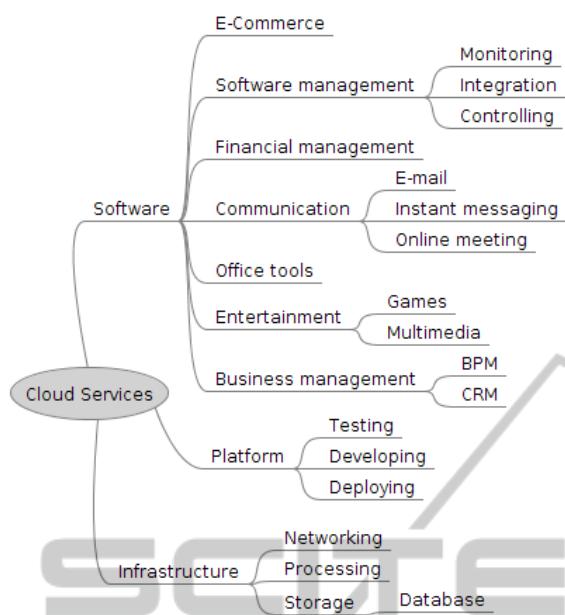 E-Commerce
Software management
Monitoring
Integration
Controlling
Financial management
Software
Communication
E-mail
Instant messaging
Online meeting
Office tools
Entertainment
Games
Multimedia
Business management
BPM
CRM
Cloud Services
Platform
Testing
Developing
Deploying
Infrastructure
Networking
Processing
Storage
Database
SCITE